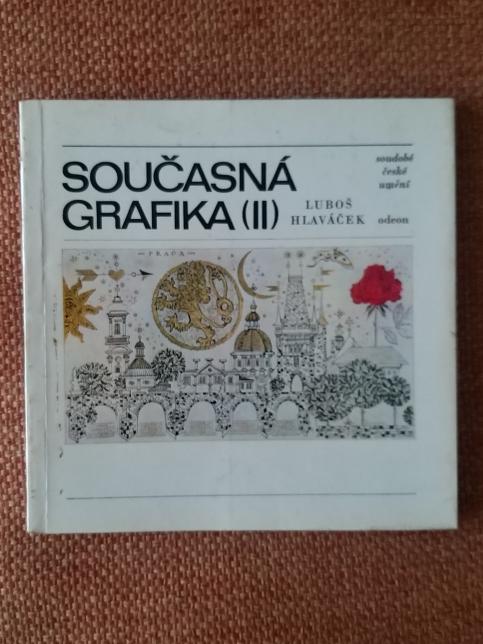 SOUČASNÁ
GRAFIKA (II)
LUBOŠ
HLAVÁČEK
soudobé
české
umění
odeon
PRAGA